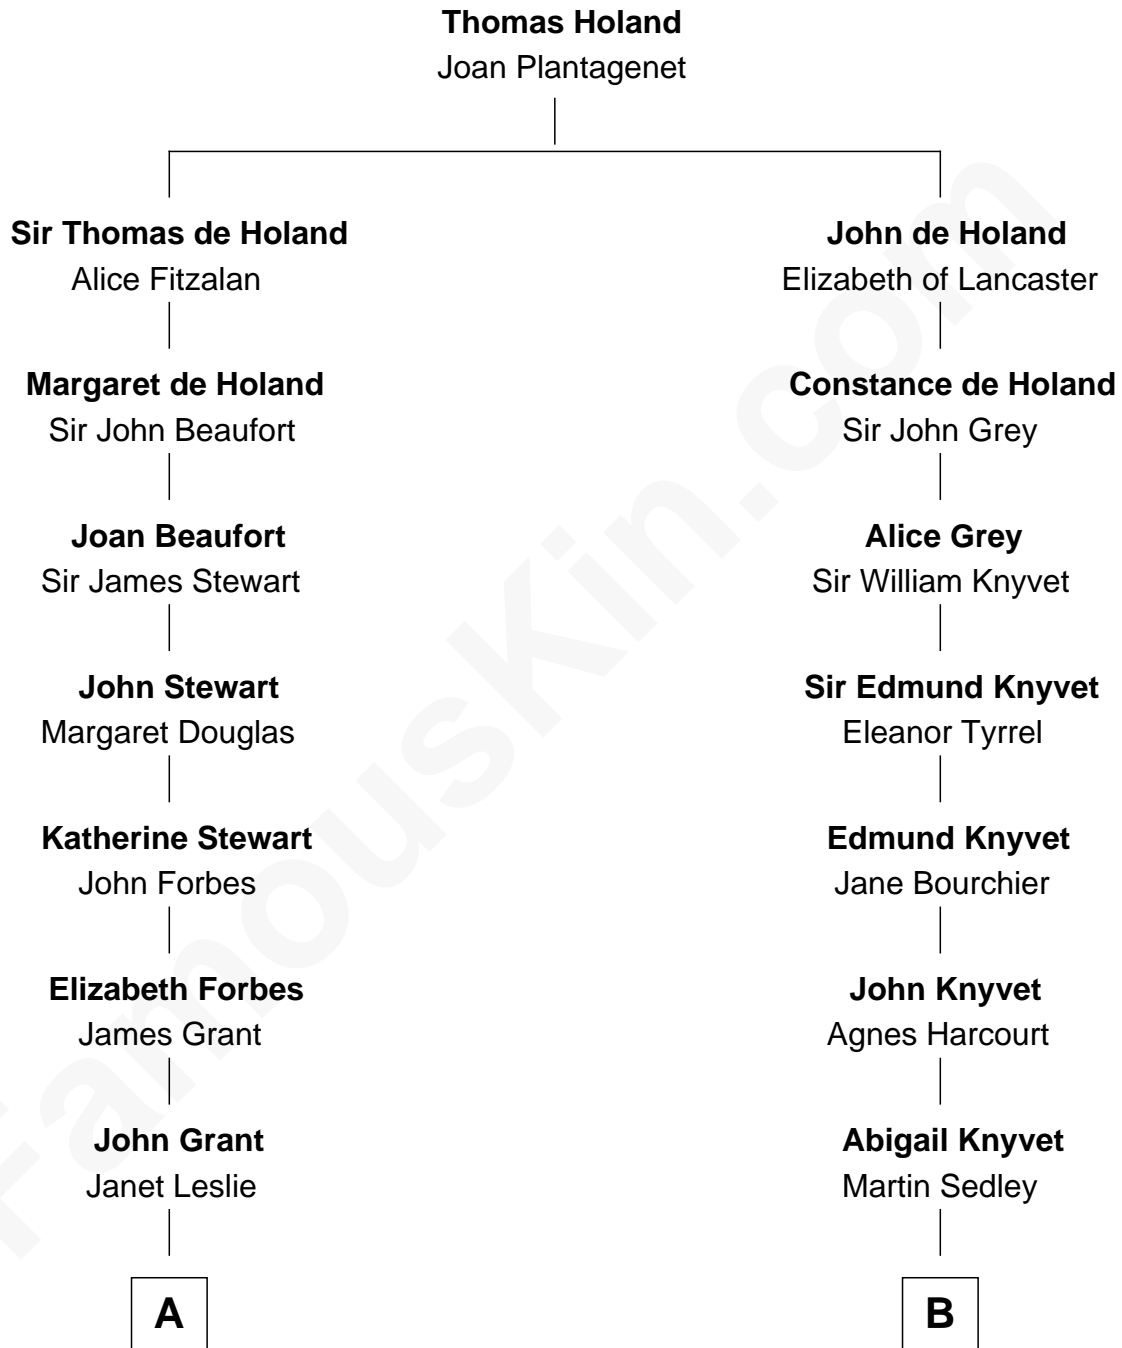 Thomas Holand
Joan Plantagenet
Sir Thomas de Holand
Alice Fitzalan
Margaret de Holand
Sir John Beaufort
Joan Beaufort
Sir James Stewart
John Stewart
Margaret Douglas
Katherine Stewart
John Forbes
Elizabeth Forbes
James Grant
John Grant
Janet Leslie
A
John de Holand
Elizabeth of Lancaster
Constance de Holand
Sir John Grey
Alice Grey
Sir William Knyvet
Sir Edmund Knyvet
Eleanor Tyrrel
Edmund Knyvet
Jane Bourchier
John Knyvet
Agnes Harcourt
Abigail Knyvet
Martin Sedley
B
FamousKin.com